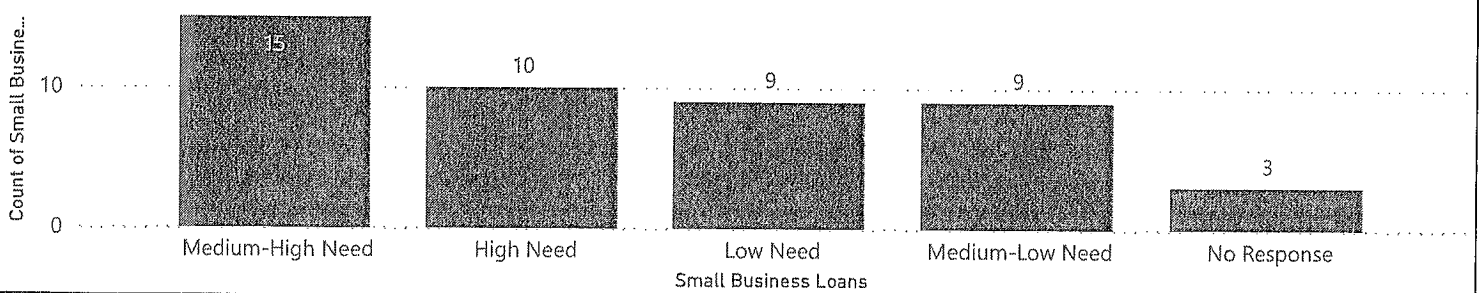 Count of Small Busine...
15
10
10
9
9
3
0
Medium-High Need
High Need
Low Need
Medium-Low Need
No Response
Small Business Loans